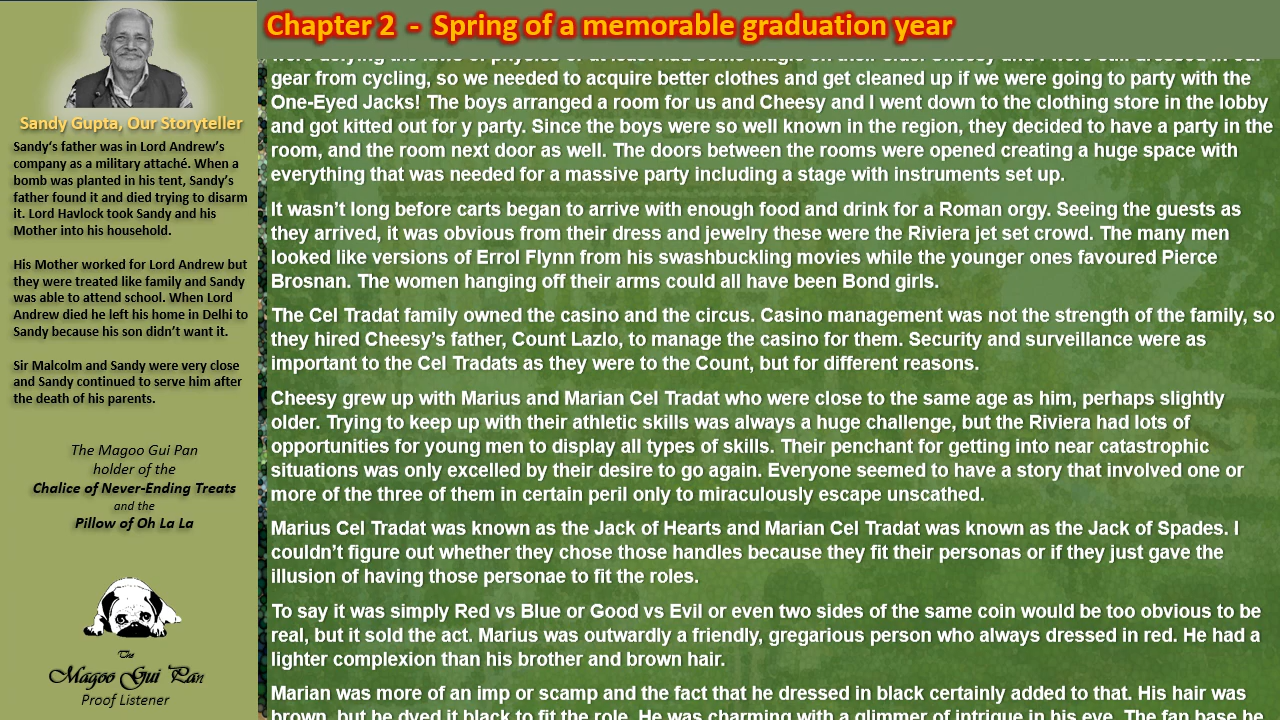 Chapter 2 - Spring of a memorable graduation year
Sandy Gupta, Our Storyteller
Sandy‘s father was in Lord Andrew’s
company as a military attaché. When a
bomb was planted in his tent, Sandy’s
father found it and died trying to disarm
it. Lord Havlock took Sandy and his
Mother into his household.
His Mother worked for Lord Andrew but
they were treated like family and Sandy
was able to attend school. When Lord
Andrew died he left his home in Delhi to
Sandy because his son didn’t want it.
Sir Malcolm and Sandy were very close
and Sandy continued to serve him after
the death of his parents.
The Magoo Gui Pan
holder of the
Chalice of Never-Ending Treats
and the
Pillow of Oh La La
The
Magoo Gui Pan
Proof Listener
gear from cycling, so we needed to acquire better clothes and get cleaned up if we were going to party with the
One-Eyed Jacks! The boys arranged a room for us and Cheesy and I went down to the clothing store in the lobby
and got kitted out for y party. Since the boys were so well known in the region, they decided to have a party in the
room, and the room next door as well. The doors between the rooms were opened creating a huge space with
everything that was needed for a massive party including a stage with instruments set up.
It wasn’t long before carts began to arrive with enough food and drink for a Roman orgy. Seeing the guests as
they arrived, it was obvious from their dress and jewelry these were the Riviera jet set crowd. The many men
looked like versions of Errol Flynn from his swashbuckling movies while the younger ones favoured Pierce
Brosnan. The women hanging off their arms could all have been Bond girls.
The Cel Tradat family owned the casino and the circus. Casino management was not the strength of the family, so
they hired Cheesy’s father, Count Lazlo, to manage the casino for them. Security and surveillance were as
important to the Cel Tradats as they were to the Count, but for different reasons.
Cheesy grew up with Marius and Marian Cel Tradat who were close to the same age as him, perhaps slightly
older. Trying to keep up with their athletic skills was always a huge challenge, but the Riviera had lots of
opportunities for young men to display all types of skills. Their penchant for getting into near catastrophic
situations was only excelled by their desire to go again. Everyone seemed to have a story that involved one or
more of the three of them in certain peril only to miraculously escape unscathed.
Marius Cel Tradat was known as the Jack of Hearts and Marian Cel Tradat was known as the Jack of Spades. I
couldn’t figure out whether they chose those handles because they fit their personas or if they just gave the
illusion of having those personae to fit the roles.
To say it was simply Red vs Blue or Good vs Evil or even two sides of the same coin would be too obvious to be
real, but it sold the act. Marius was outwardly a friendly, gregarious person who always dressed in red. He had a
lighter complexion than his brother and brown hair.
Marian was more of an imp or scamp and the fact that he dressed in black certainly added to that. His hair was
brown, but he dyed it black to fit the role. He was charming with a glimmer of intrigue in his eye. The fan base he